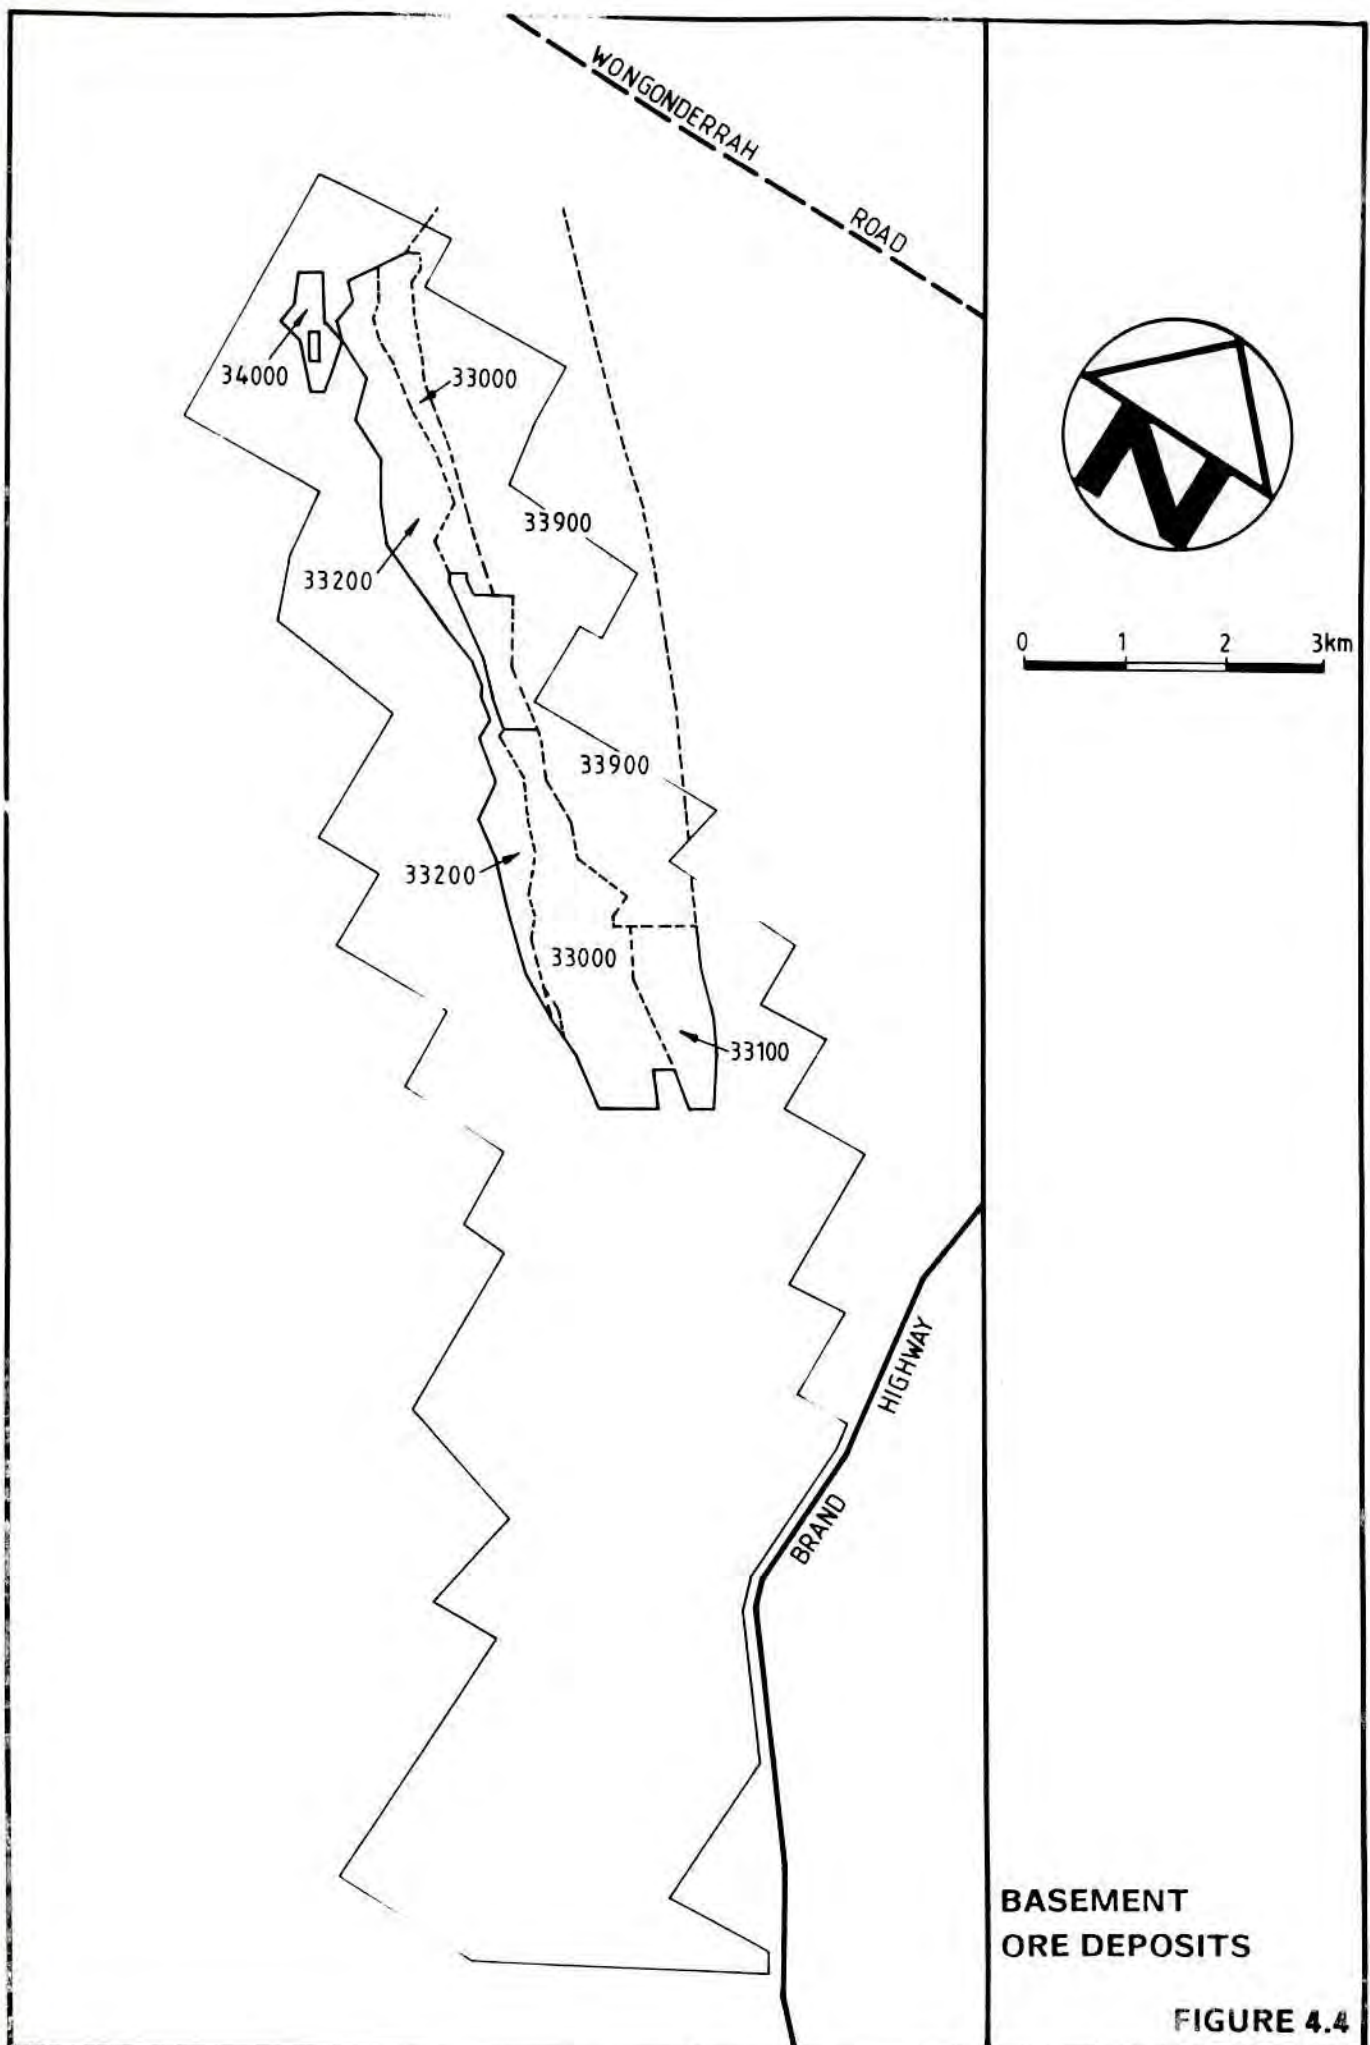 WONGONDERRAH
ROAD
34000
33000
33900
33200
33900
33200
33000
33100
N
0 1 2 3km
HIGHWAY
BRAND
BASEMENT
ORE DEPOSITS
FIGURE 4.4